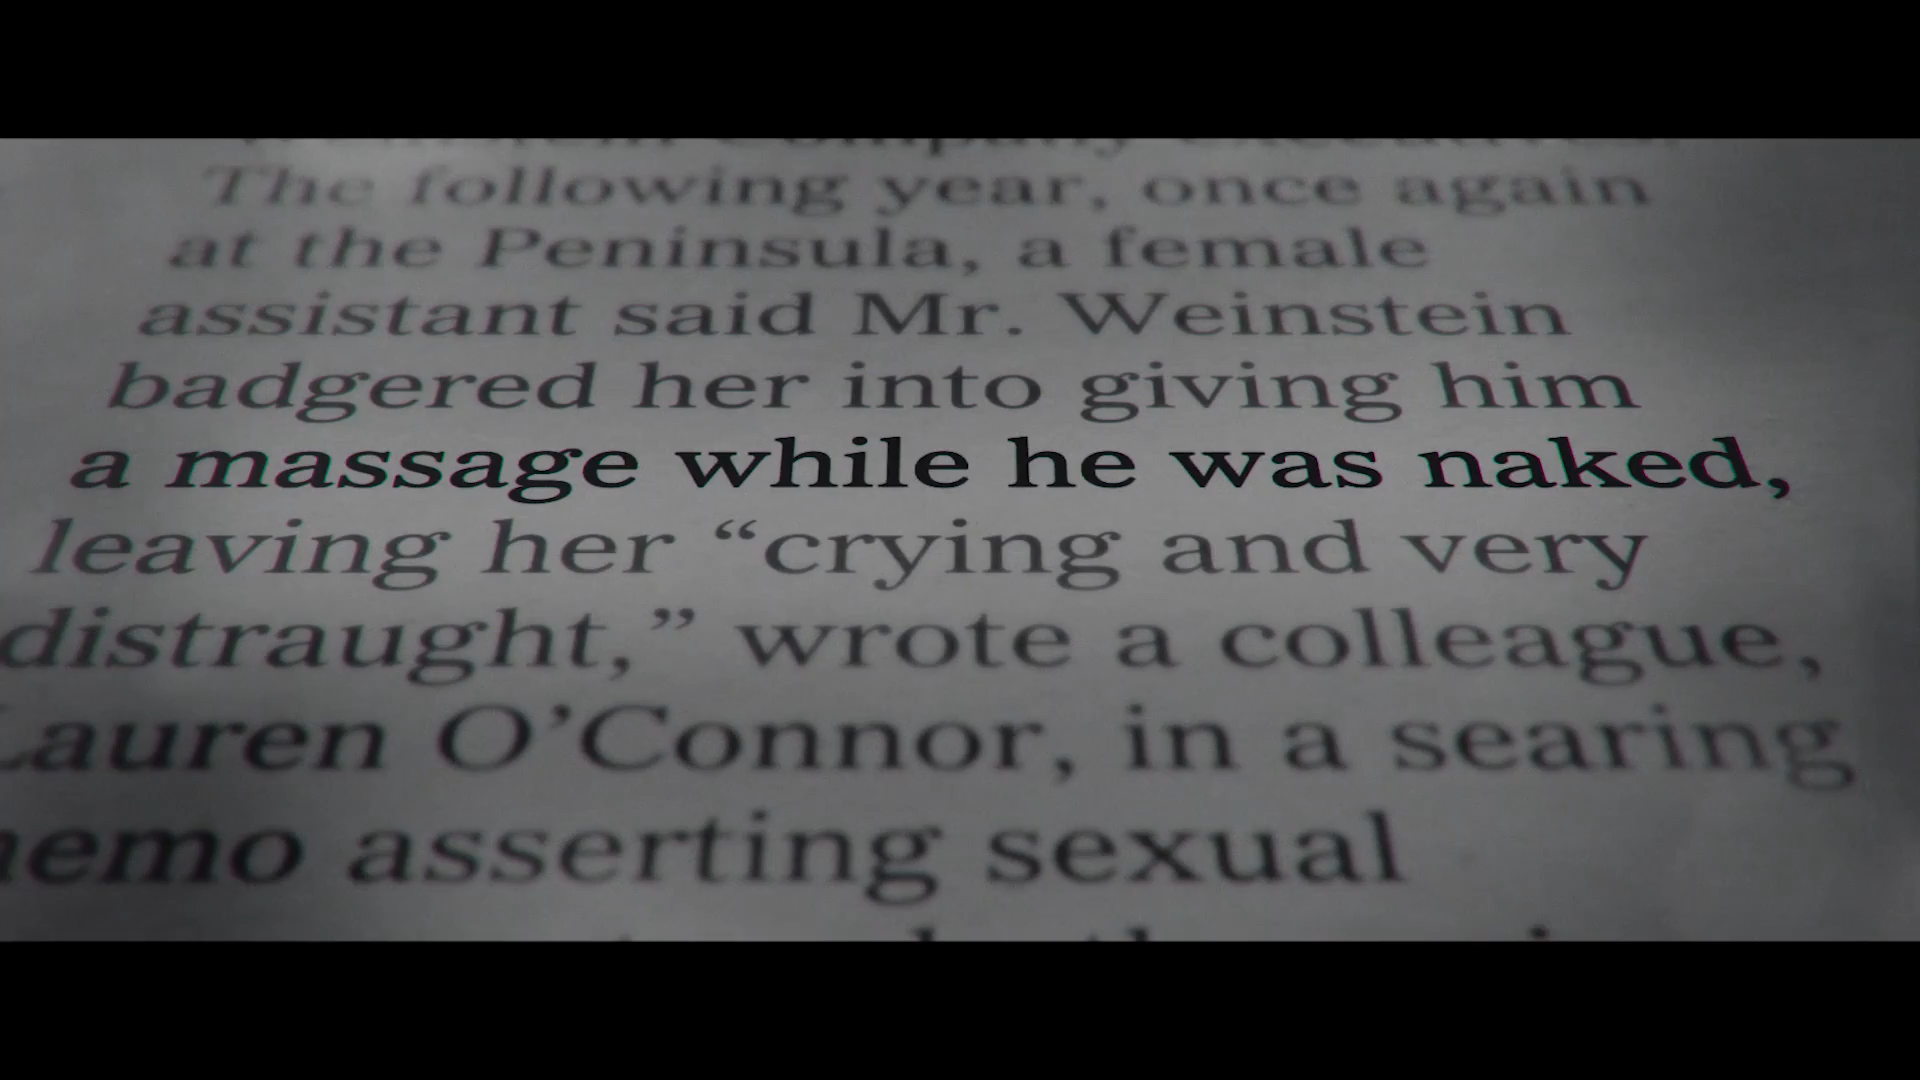 The following year, once again
at the Peninsula, a female
assistant said Mr. Weinstein
badgered her into giving him
a massage while he was naked,
leaving her “crying and very
distraught,” wrote a colleague,
Lauren O’Connor, in a searing
memo asserting sexual